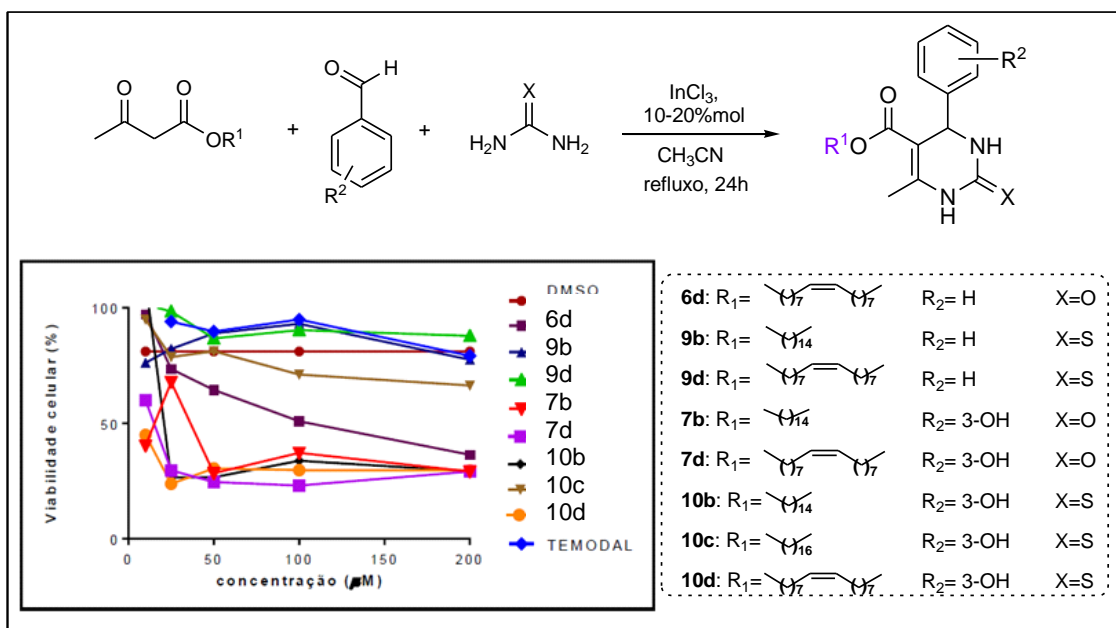 O
O
OR1
+
O
H
R2
+
X
H2N
NH2
InCl3,
10-20%mol
CH3CN
refluxo, 24h
R2
O
R1O
NH
N
H
X
Viabilidade celular (%)
100
50
0
0
50
100
150
200
concentração (µM)
DMSO
6d
9b
9d
7b
7d
10b
10c
10d
TEMODAL
6d: R1= ( )7 ( )7 R2= H X=O
9b: R1= ( )14 R2= H X=S
9d: R1= ( )7 ( )7 R2= H X=S
7b: R1= ( )14 R2= 3-OH X=O
7d: R1= ( )7 ( )7 R2= 3-OH X=O
10b: R1= ( )14 R2= 3-OH X=S
10c: R1= ( )16 R2= 3-OH X=S
10d: R1= ( )7 ( )7 R2= 3-OH X=S